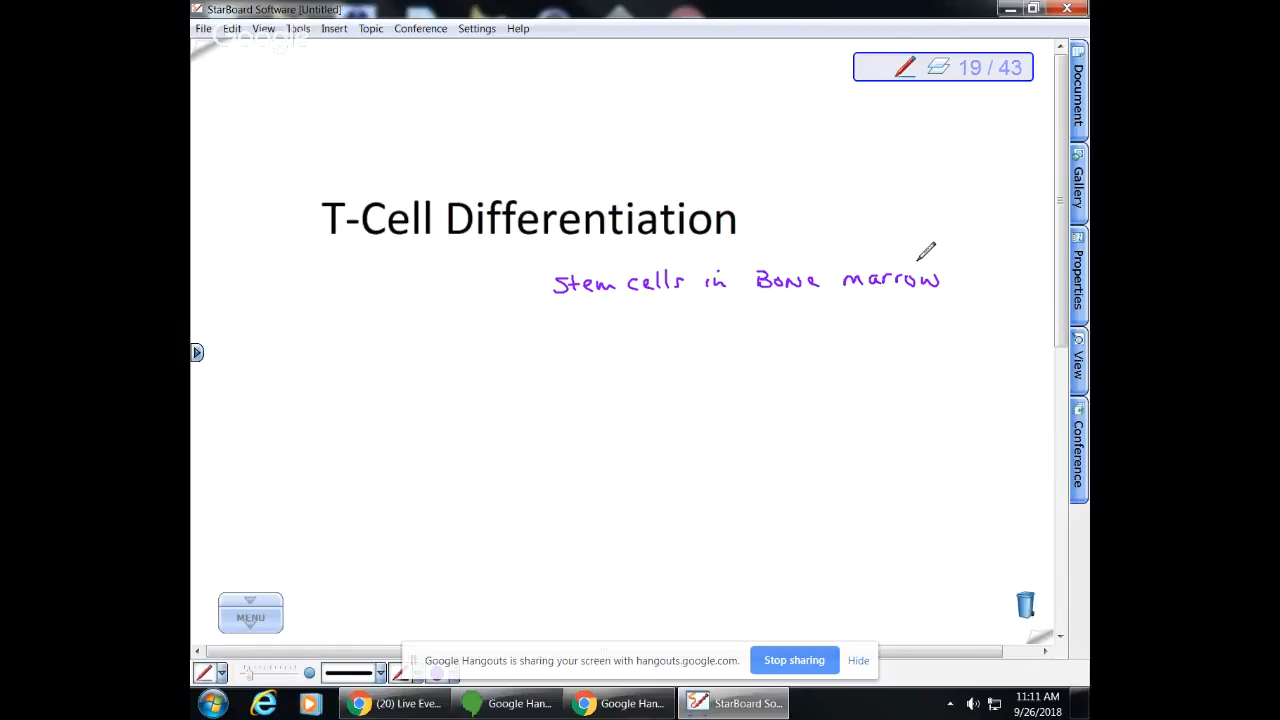 StarBoard Software [Untitled]
File Edit View Tools Insert Topic Conference Settings Help
Google
19 / 43
Document
Gallery
Properties
View
Conference
T-Cell Differentiation
Stem cells in Bone marrow
MENU
Google Hangouts is sharing your screen with hangouts.google.com. Stop sharing Hide
(20) Live Eve... Google Han... Google Han... StarBoard So...
11:11 AM
9/26/2018